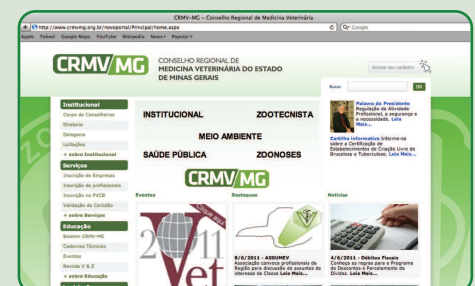 CRMV-MG - Conselho Regional de Medicina Veterinária
http://www.crmvmg.org.br/novoportal/Principal/home.aspx
Google
Apple Yahoo! Google Maps YouTube Wikipedia News Popular
CRMV/MG
CONSELHO REGIONAL DE
MEDICINA VETERINÁRIA DO ESTADO
DE MINAS GERAIS
Acesse seu cadastro
Busca:
OK
Institucional
Corpo de Conselheiros
Diretoria
Delegacia
Licitações
+ sobre Institucional
Serviços
Inscrição de Empresas
Inscrição de profissionais
Inscrição no PVCB
Validação de Certidão
+ sobre Serviços
Educação
Boletim CRMV-MG
Cadernos Técnicos
Eventos
Revista V & Z
+ sobre Educação
INSTITUCIONAL ZOOTECNISTA
MEIO AMBIENTE
SAÚDE PÚBLICA ZOONOSES
CRMV/MG
Palavra do Presidente
Regulação da Atividade
Profissional, a segurança e
a necessidade. Leia
Mais...
Cartilha informativa Informe-se
sobre a Certificação de
Estabelecimentos de Criação Livre de
Brucelose e Tuberculose. Leia Mais...
Eventos
Destaques
Notícias
2011
Vet
8/6/2011 - ASSUMEV
Associação convoca profissionais da
Região para discussão de assuntos de
interesse da Classe Leia Mais...
4/6/2011 - Débitos Fiscais
Conheça as regras para o Programa
de Descontos e Parcelamento de
Dívidas. Leia Mais...